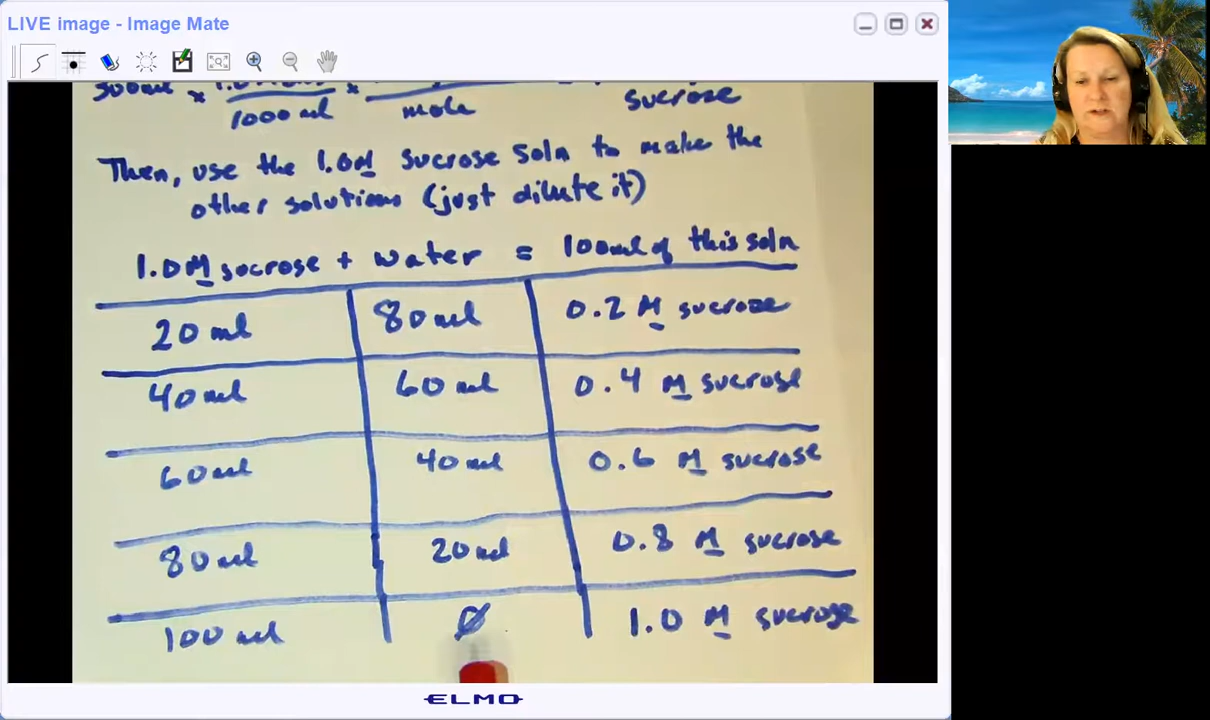 LIVE image - Image Mate
500ml x
1000 ml x mole sucrose
Then, use the 1.0M sucrose soln to make the
other solutions (just dilute it)
1.0M sucrose + water = 100ml of this soln
20 ml 80 ml 0.2 M sucrose
40 ml 60 ml 0.4 M sucrose
60 ml 40 ml 0.6 M sucrose
80 ml 20 ml 0.8 M sucrose
100 ml Ø 1.0 M sucrose
ELMO